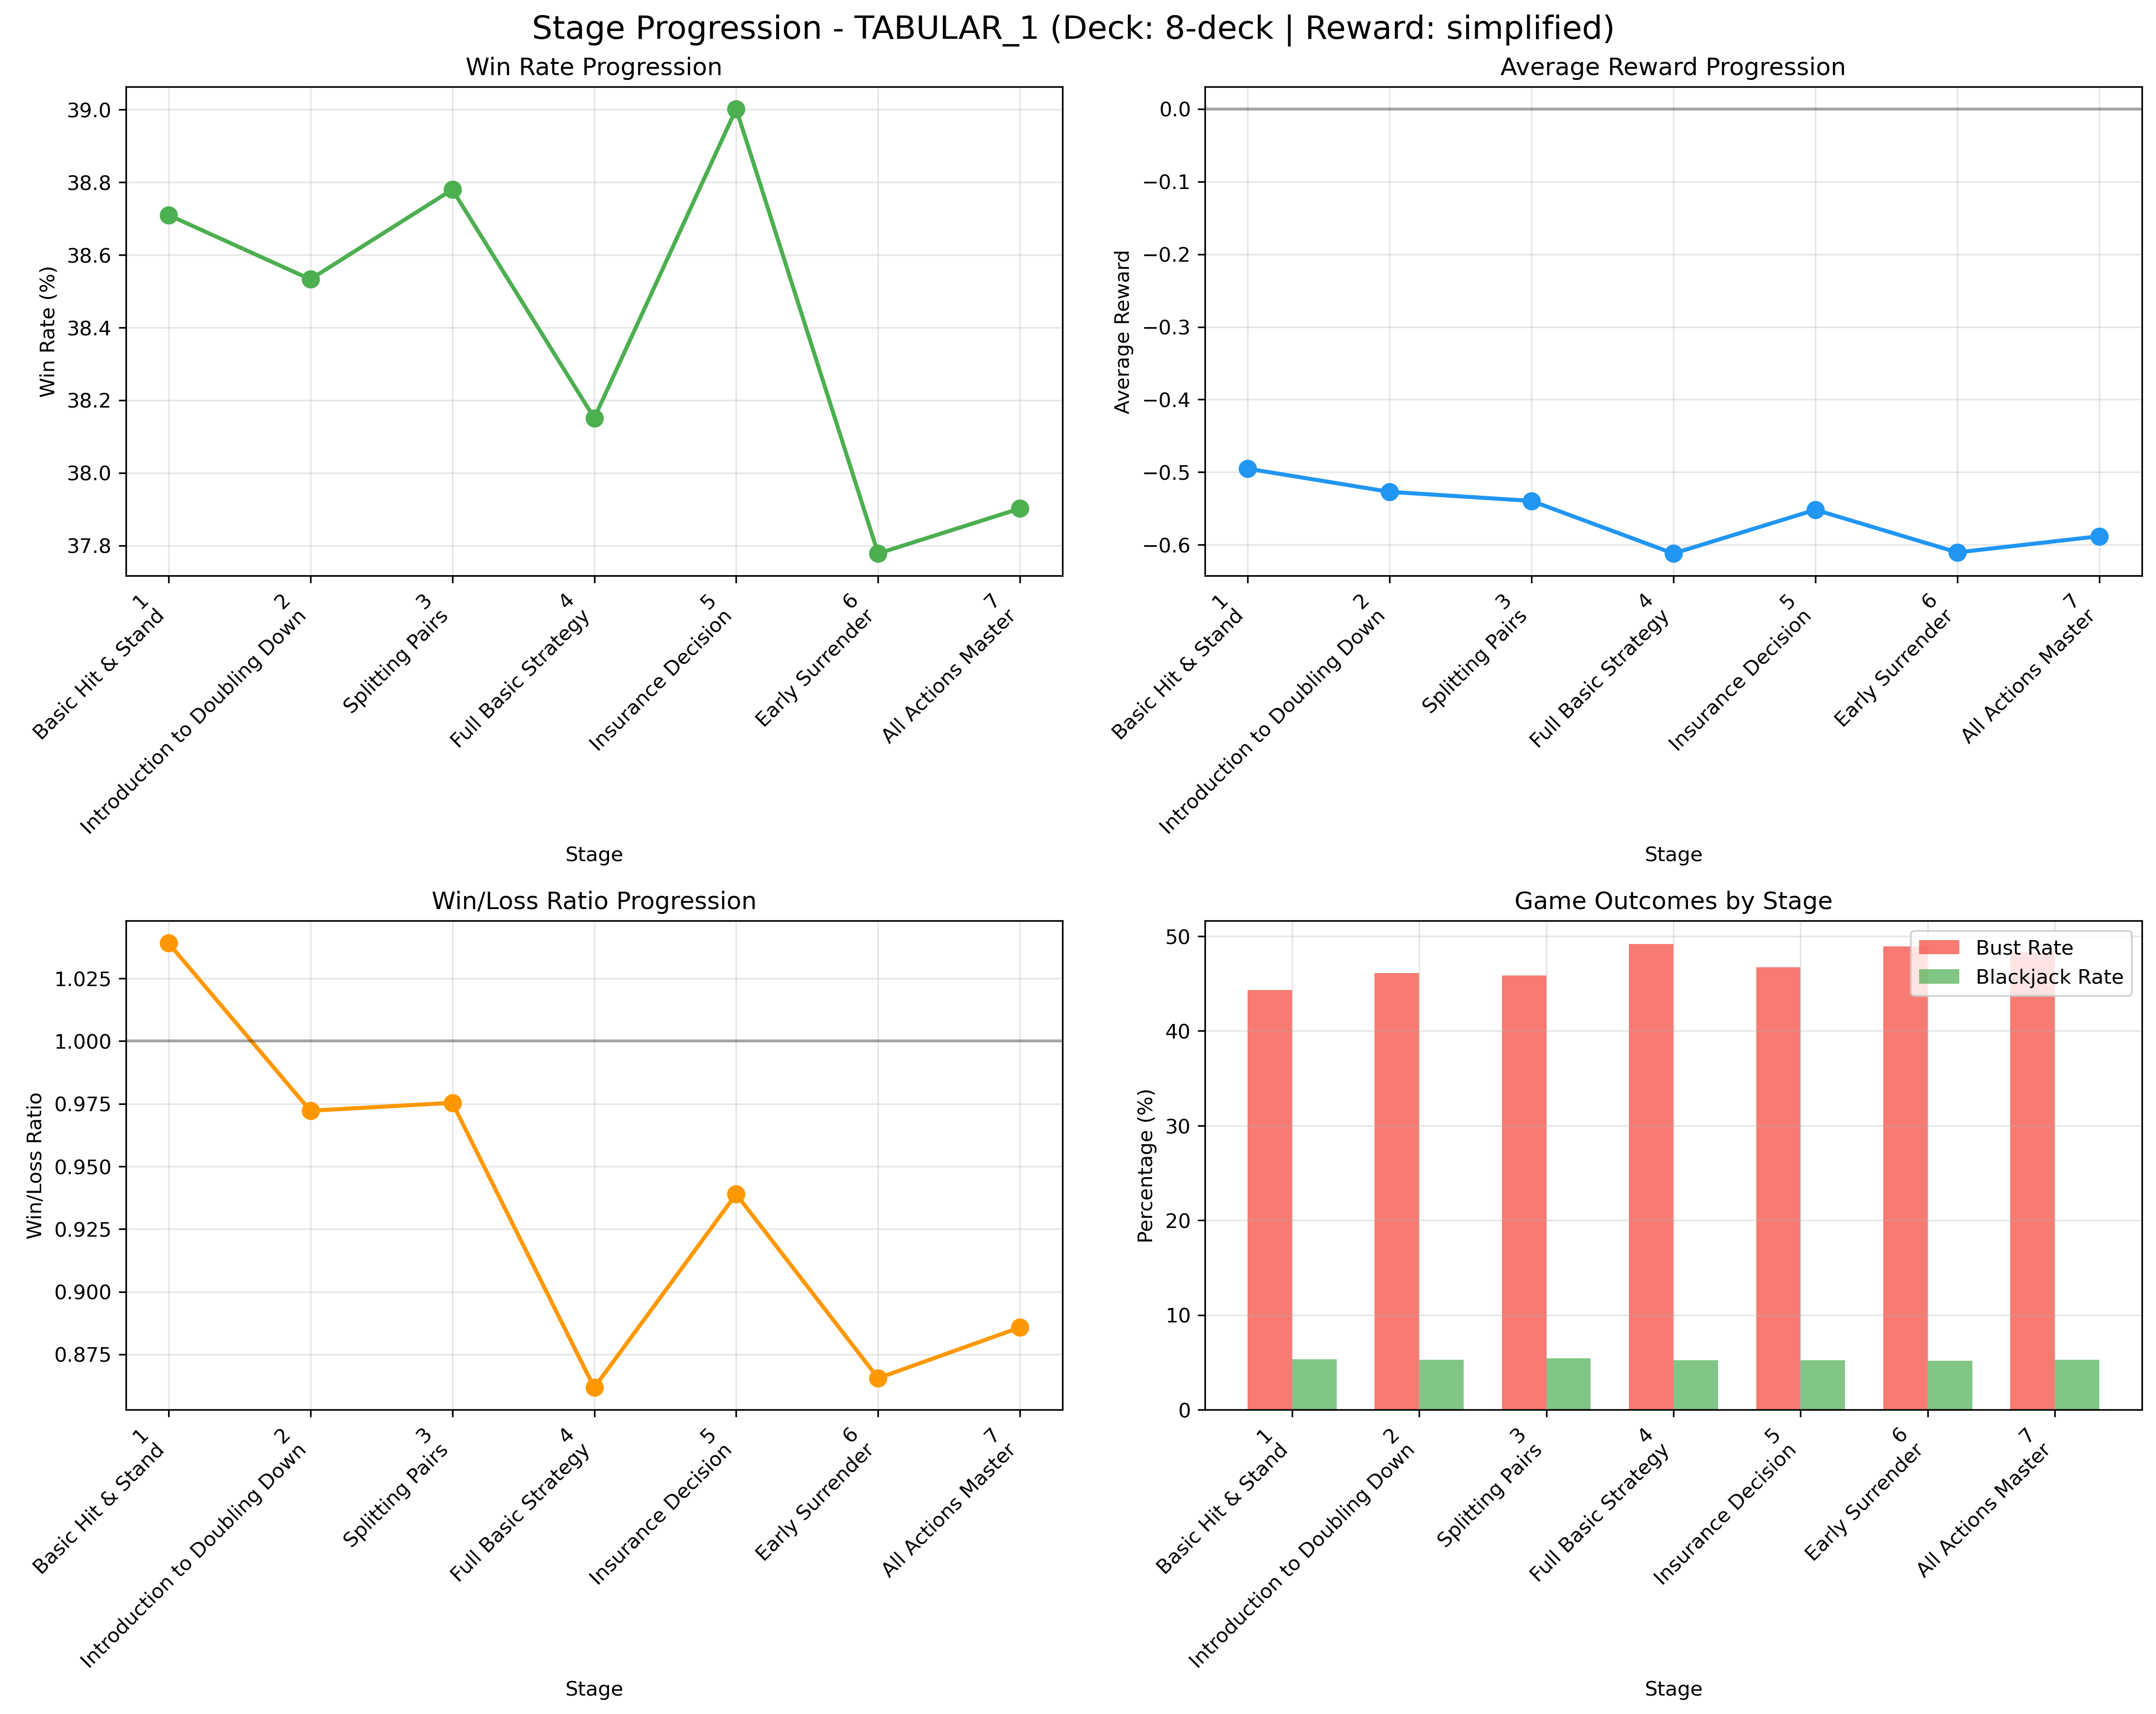 Stage Progression - TABULAR_1 (Deck: 8-deck | Reward: simplified)
Win Rate Progression
Win Rate (%)
39.0
38.8
38.6
38.4
38.2
38.0
37.8
1
Basic Hit & Stand
2
Introduction to Doubling Down
3
Splitting Pairs
4
Full Basic Strategy
5
Insurance Decision
6
Early Surrender
7
All Actions Master
Stage
Average Reward Progression
Average Reward
0.0
−0.1
−0.2
−0.3
−0.4
−0.5
−0.6
1
Basic Hit & Stand
2
Introduction to Doubling Down
3
Splitting Pairs
4
Full Basic Strategy
5
Insurance Decision
6
Early Surrender
7
All Actions Master
Stage
Win/Loss Ratio Progression
Win/Loss Ratio
1.025
1.000
0.975
0.950
0.925
0.900
0.875
1
Basic Hit & Stand
2
Introduction to Doubling Down
3
Splitting Pairs
4
Full Basic Strategy
5
Insurance Decision
6
Early Surrender
7
All Actions Master
Stage
Game Outcomes by Stage
Percentage (%)
50
40
30
20
10
0
Bust Rate
Blackjack Rate
1
Basic Hit & Stand
2
Introduction to Doubling Down
3
Splitting Pairs
4
Full Basic Strategy
5
Insurance Decision
6
Early Surrender
7
All Actions Master
Stage